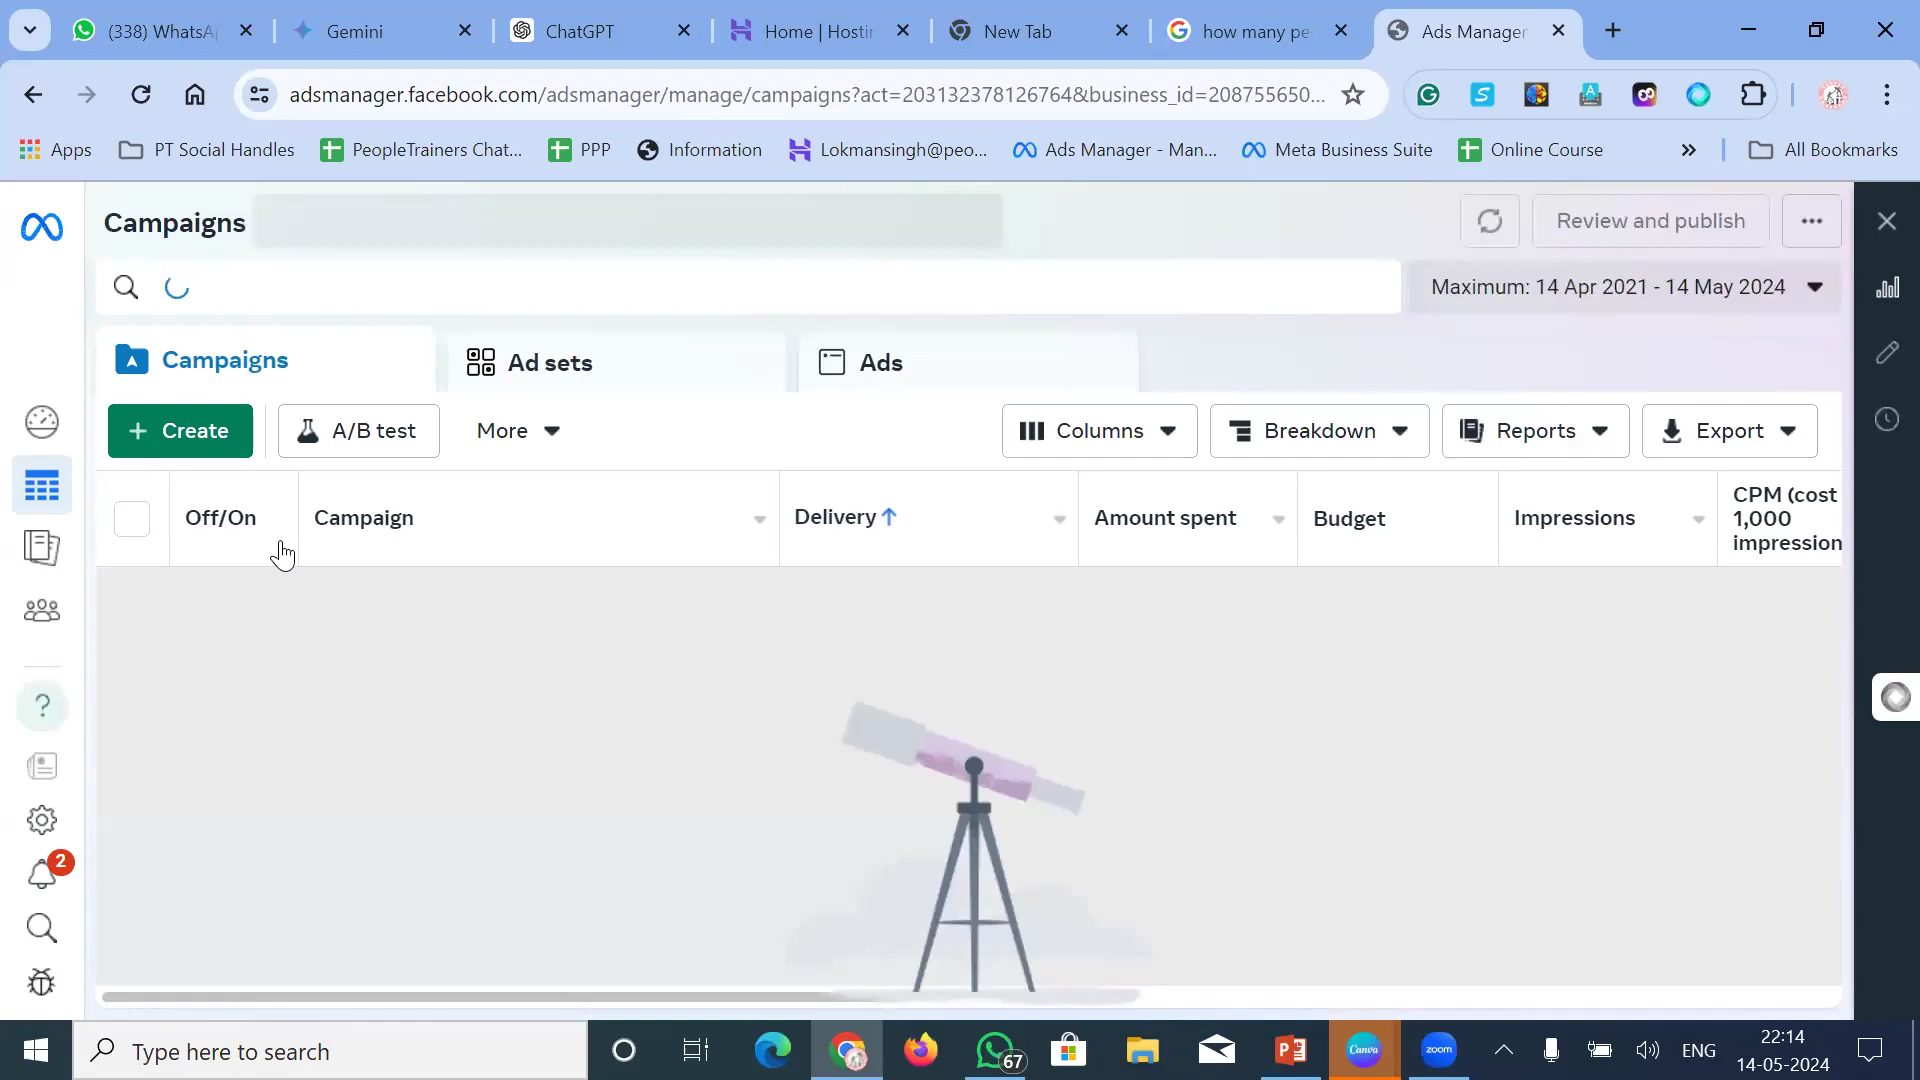 (338) WhatsA
Gemini
ChatGPT
Home | Hostin
New Tab
how many pe
Ads Manager
adsmanager.facebook.com/adsmanager/manage/campaigns?act=203132378126764&business_id=208755650...
Apps
PT Social Handles
PeopleTrainers Chat...
PPP
Information
Lokmansingh@peo...
Ads Manager - Man...
Meta Business Suite
Online Course
»
All Bookmarks
Campaigns
Review and publish
Maximum: 14 Apr 2021 - 14 May 2024
Campaigns
Ad sets
Ads
+ Create
A/B test
More
Columns
Breakdown
Reports
Export
Off/On
Campaign
Delivery↑
Amount spent
Budget
Impressions
CPM (cost
1,000
impression
?
2
Type here to search
67
Canva
zoom
ENG
22:14
14-05-2024